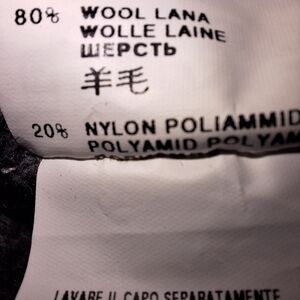 80% WOOL LANA
WOLLE LAINE
ШЕРСТЬ
羊毛
20% NYLON POLIAMMID
POLYAMID POLYAM
LAVARE IL CAPO SEPARATAMENTE